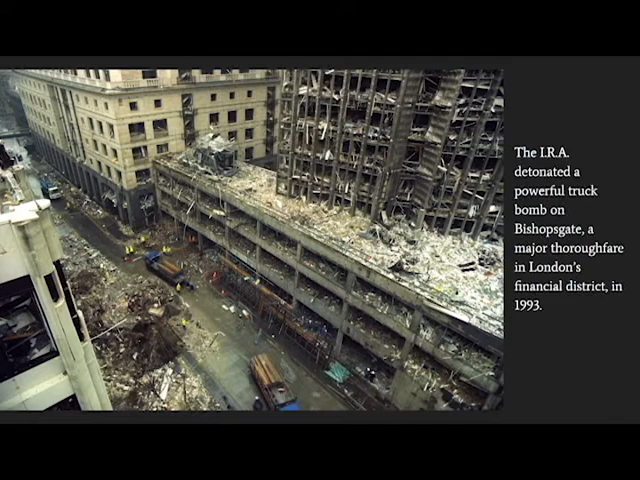 The I.R.A.
detonated a
powerful truck
bomb on
Bishopsgate, a
major thoroughfare
in London's
financial district, in
1993.